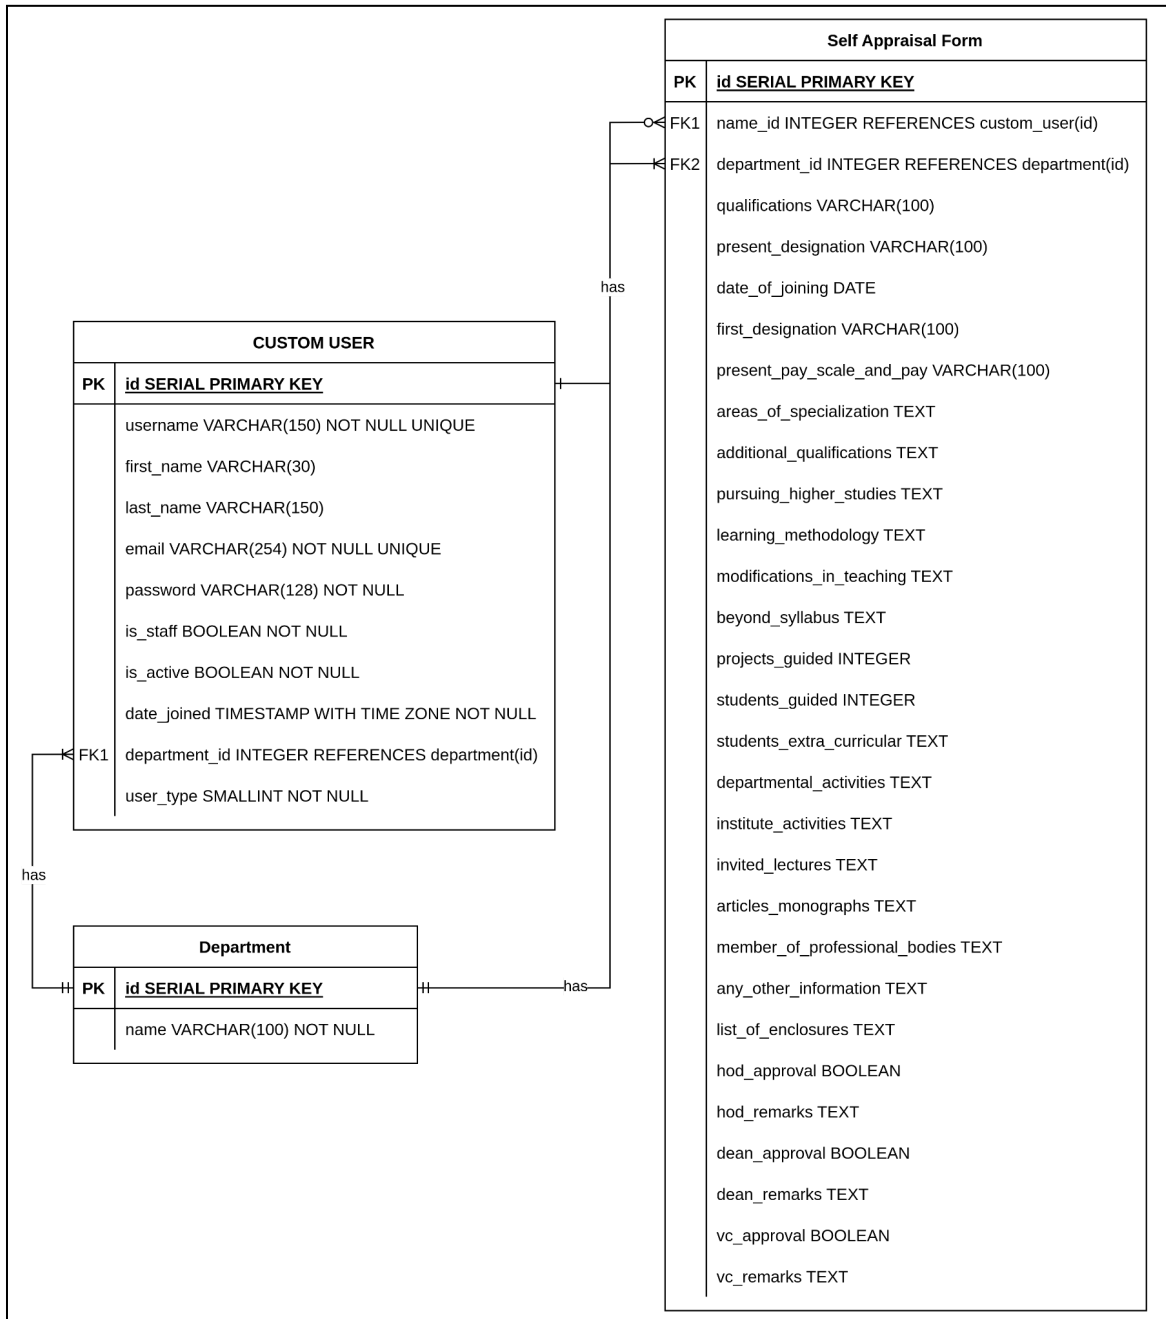 Self Appraisal Form
PK id SERIAL PRIMARY KEY
FK1 name_id INTEGER REFERENCES custom_user(id)
FK2 department_id INTEGER REFERENCES department(id)
qualifications VARCHAR(100)
present_designation VARCHAR(100)
date_of_joining DATE
first_designation VARCHAR(100)
present_pay_scale_and_pay VARCHAR(100)
areas_of_specialization TEXT
additional_qualifications TEXT
pursuing_higher_studies TEXT
learning_methodology TEXT
modifications_in_teaching TEXT
beyond_syllabus TEXT
projects_guided INTEGER
students_guided INTEGER
students_extra_curricular TEXT
departmental_activities TEXT
institute_activities TEXT
invited_lectures TEXT
articles_monographs TEXT
member_of_professional_bodies TEXT
any_other_information TEXT
list_of_enclosures TEXT
hod_approval BOOLEAN
hod_remarks TEXT
dean_approval BOOLEAN
dean_remarks TEXT
vc_approval BOOLEAN
vc_remarks TEXT
has
CUSTOM USER
PK id SERIAL PRIMARY KEY
username VARCHAR(150) NOT NULL UNIQUE
first_name VARCHAR(30)
last_name VARCHAR(150)
email VARCHAR(254) NOT NULL UNIQUE
password VARCHAR(128) NOT NULL
is_staff BOOLEAN NOT NULL
is_active BOOLEAN NOT NULL
date_joined TIMESTAMP WITH TIME ZONE NOT NULL
FK1 department_id INTEGER REFERENCES department(id)
user_type SMALLINT NOT NULL
has
Department
PK id SERIAL PRIMARY KEY
name VARCHAR(100) NOT NULL
has